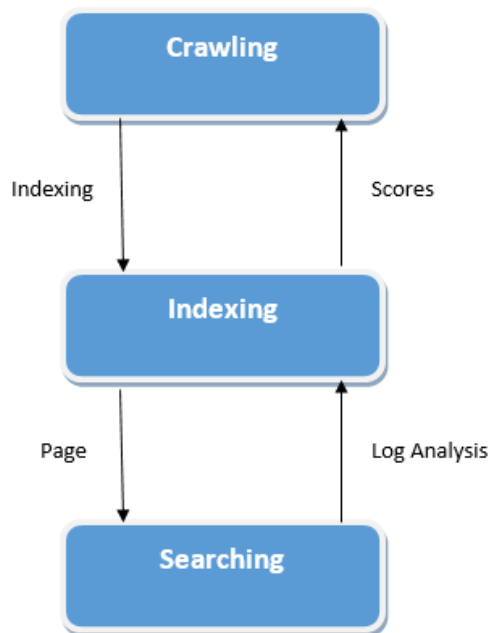 Crawling
Indexing
Scores
Indexing
Page
Log Analysis
Searching